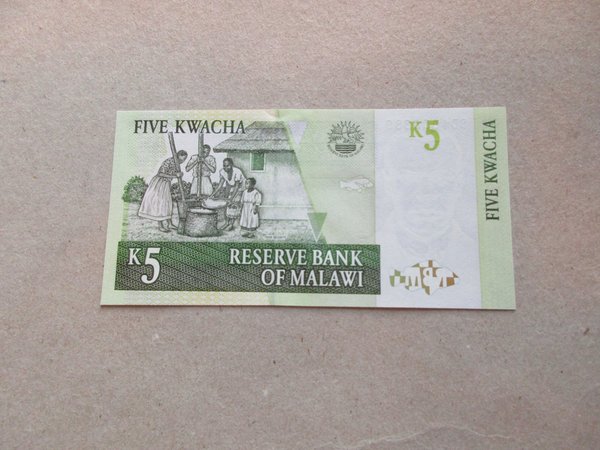 FIVE KWACHA
K5
FIVE KWACHA
K5
RESERVE BANK
OF MALAWI